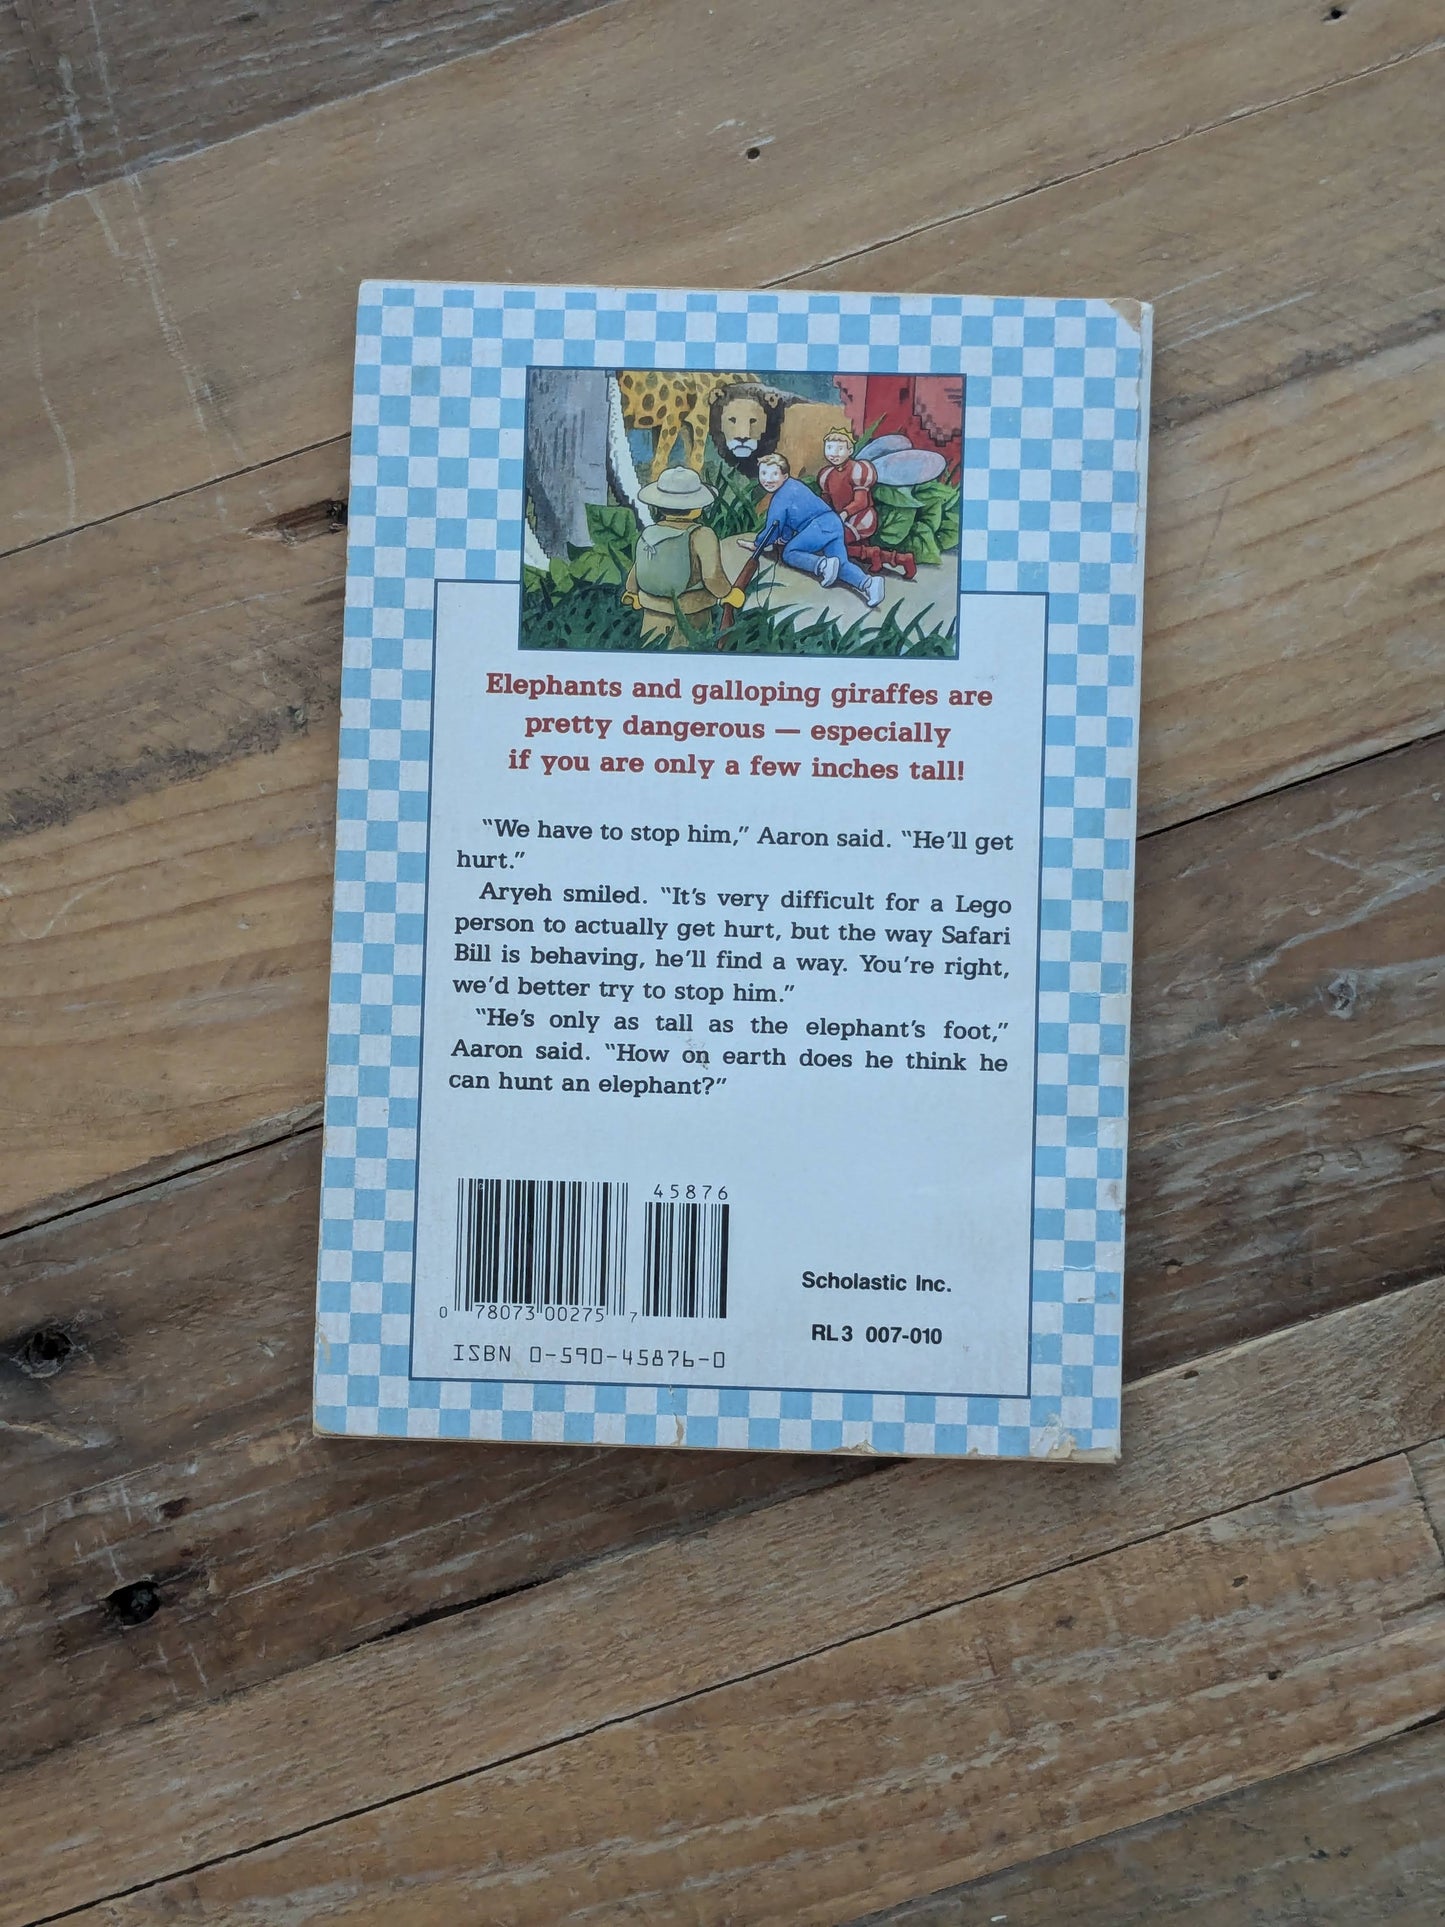 Elephants and galloping giraffes are
pretty dangerous — especially
if you are only a few inches tall!
“We have to stop him,” Aaron said. “He’ll get
hurt.”
Aryeh smiled. “It’s very difficult for a Lego
person to actually get hurt, but the way Safari
Bill is behaving, he’ll find a way. You’re right,
we’d better try to stop him.”
“He’s only as tall as the elephant’s foot,”
Aaron said. “How on earth does he think he
can hunt an elephant?”
45876
0 78073 00275 7
ISBN 0-590-45876-0
Scholastic Inc.
RL3 007-010